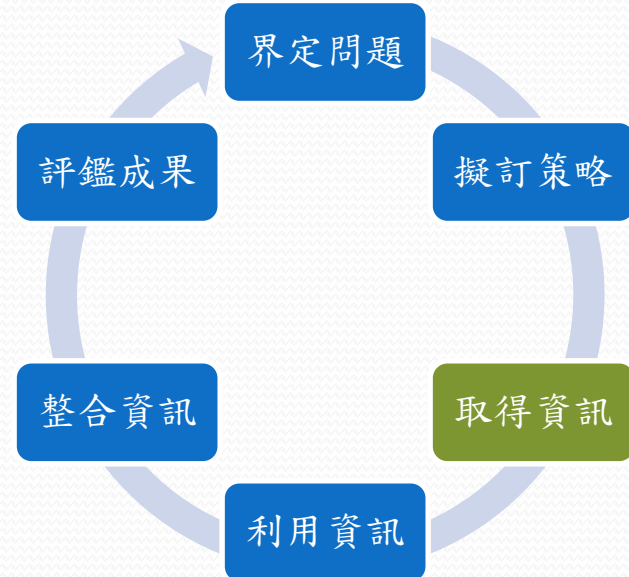 界定問題
擬訂策略
取得資訊
利用資訊
整合資訊
評鑑成果